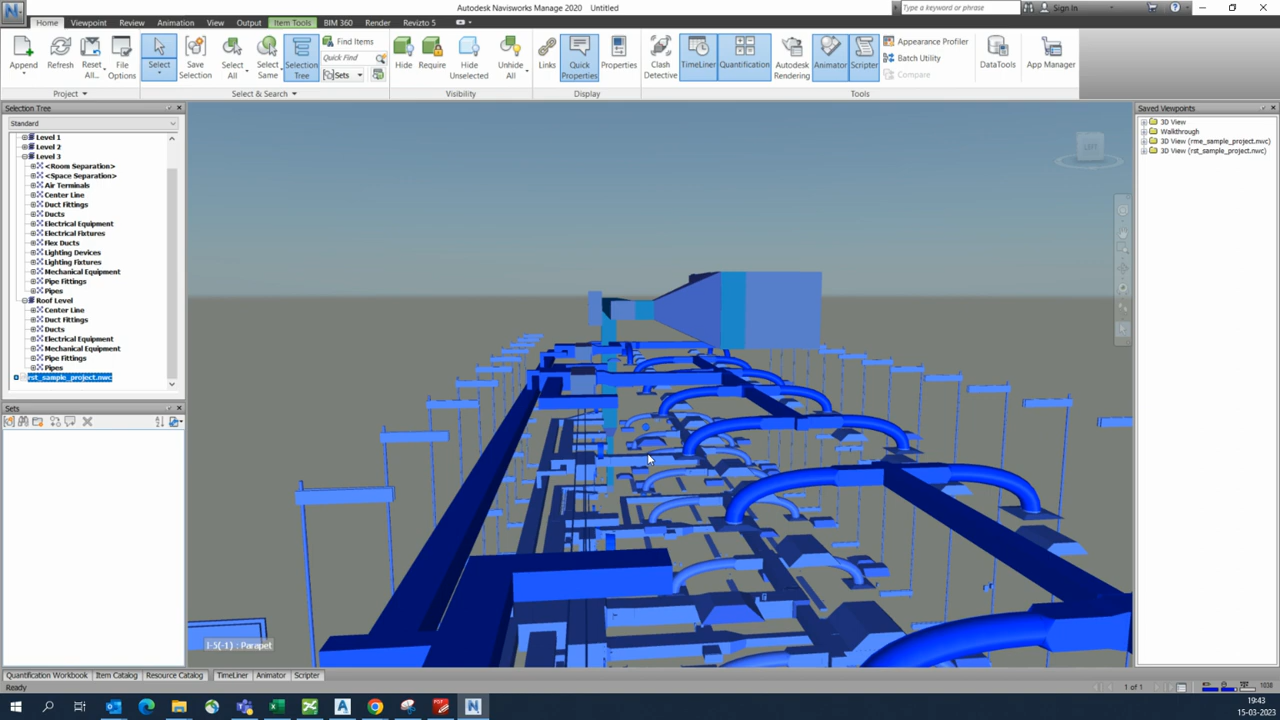 Autodesk Navisworks Manage 2020 Untitled
Type a keyword or phrase
Sign In
Home Viewpoint Review Animation View Output Item Tools BIM 360 Render Revizto 5
Append Refresh Reset All... File Options
Project
Select Save Selection Select All Select Same Selection Tree
Find Items
Quick Find
Sets
Select & Search
Hide Require Hide Unselected Unhide All
Visibility
Links Quick Properties Properties
Display
Clash Detective TimeLiner Quantification Autodesk Rendering Animator Scripter
Appearance Profiler
Batch Utility
Compare
DataTools App Manager
Tools
Selection Tree
Standard
Level 1
Level 2
Level 3
<Room Separation>
<Space Separation>
Air Terminals
Center Line
Duct Fittings
Ducts
Electrical Equipment
Electrical Fixtures
Flex Ducts
Lighting Devices
Lighting Fixtures
Mechanical Equipment
Pipe Fittings
Pipes
Roof Level
Center Line
Duct Fittings
Ducts
Electrical Equipment
Mechanical Equipment
Pipe Fittings
Pipes
rst_sample_project.nwc
Sets
LEFT
I-5(-1) : Parapet
Saved Viewpoints
3D View
Walkthrough
3D View (rme_sample_project.nwc)
3D View (rst_sample_project.nwc)
Quantification Workbook Item Catalog Resource Catalog TimeLiner Animator Scripter
Ready
1 of 1
1038
19:43
15-03-2023